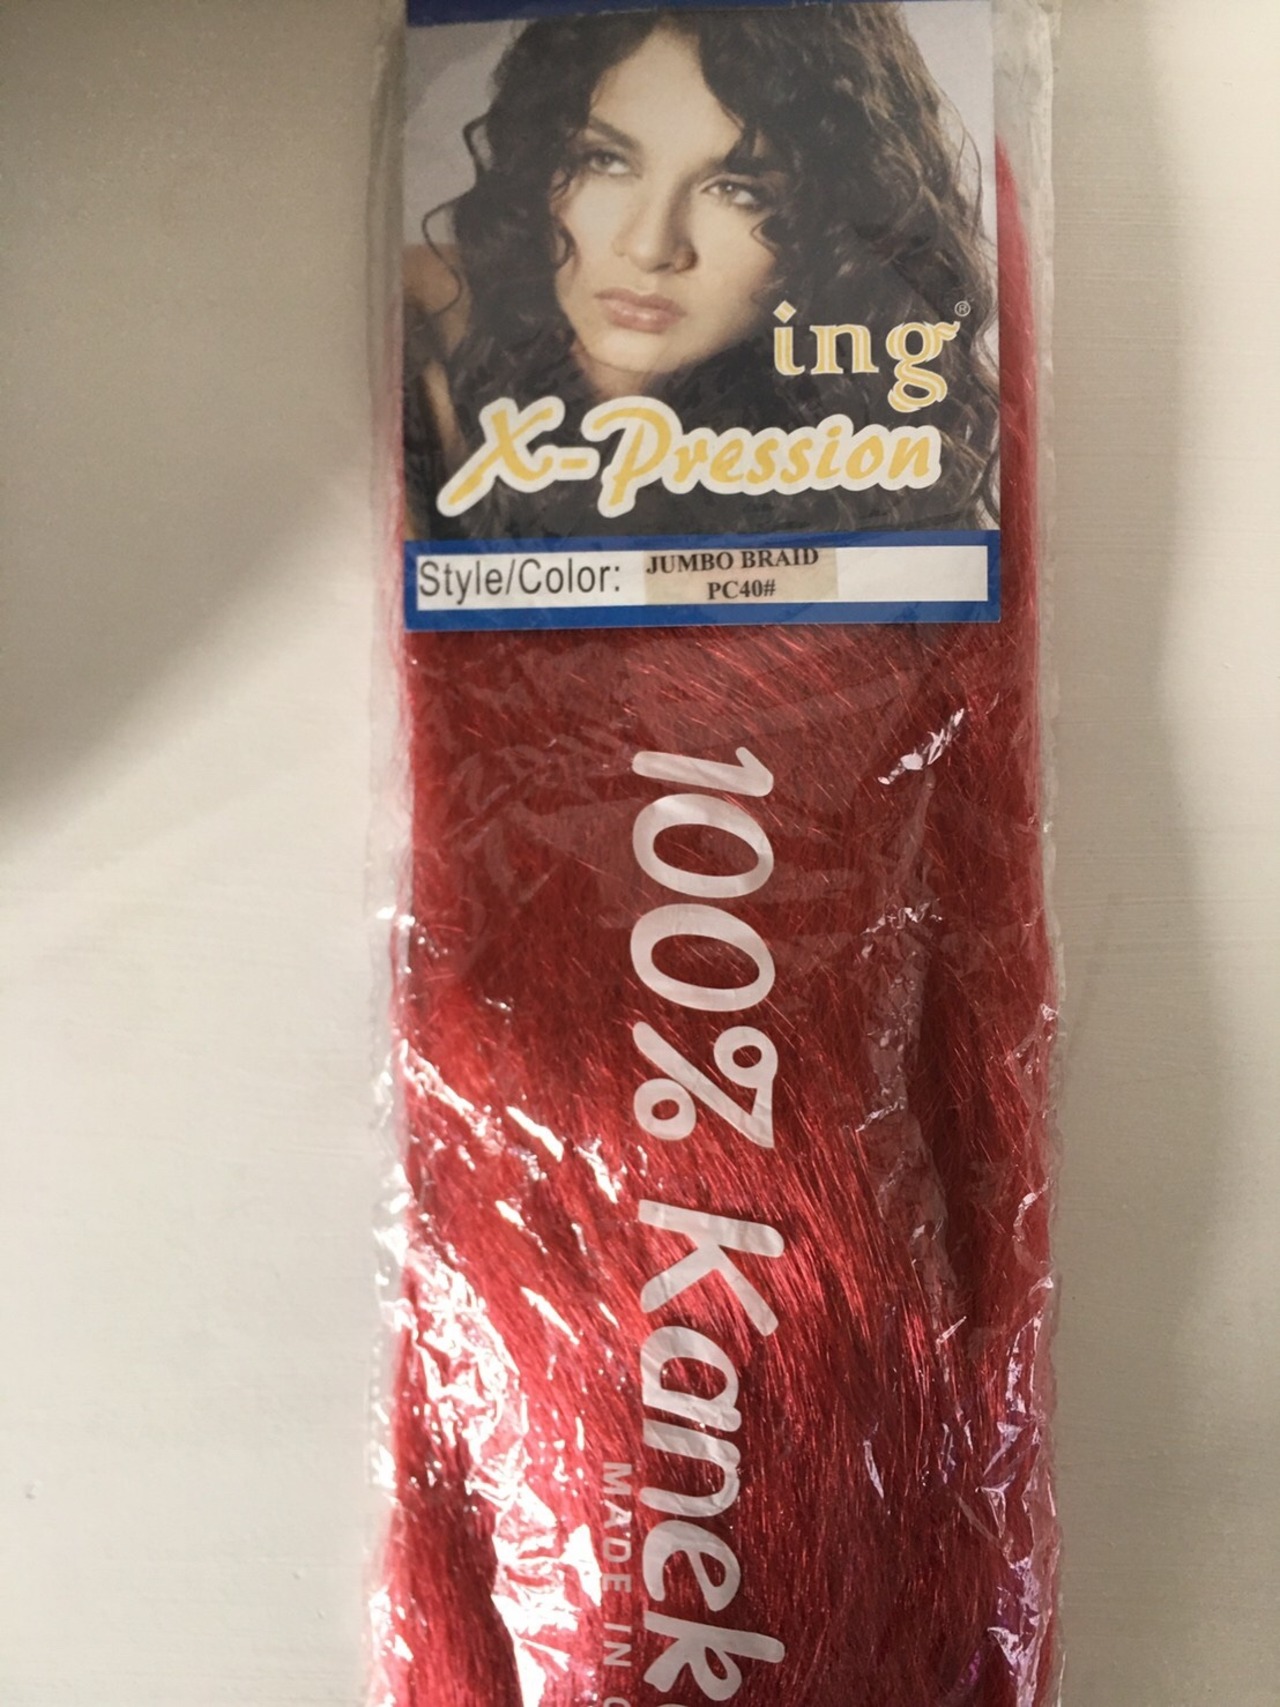 ing®
X-Pression
Style/Color: JUMBO BRAID
PC40#
100% Kanek
MADE IN